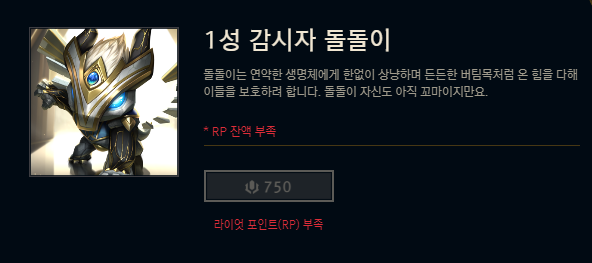 1성 감시자 돌돌이
돌돌이는 연약한 생명체에게 한없이 상냥하며 든든한 버팀목처럼 온 힘을 다해
이들을 보호하려 합니다. 돌돌이 자신도 아직 꼬마이지만요.
* RP 잔액 부족
750
라이엇 포인트(RP) 부족